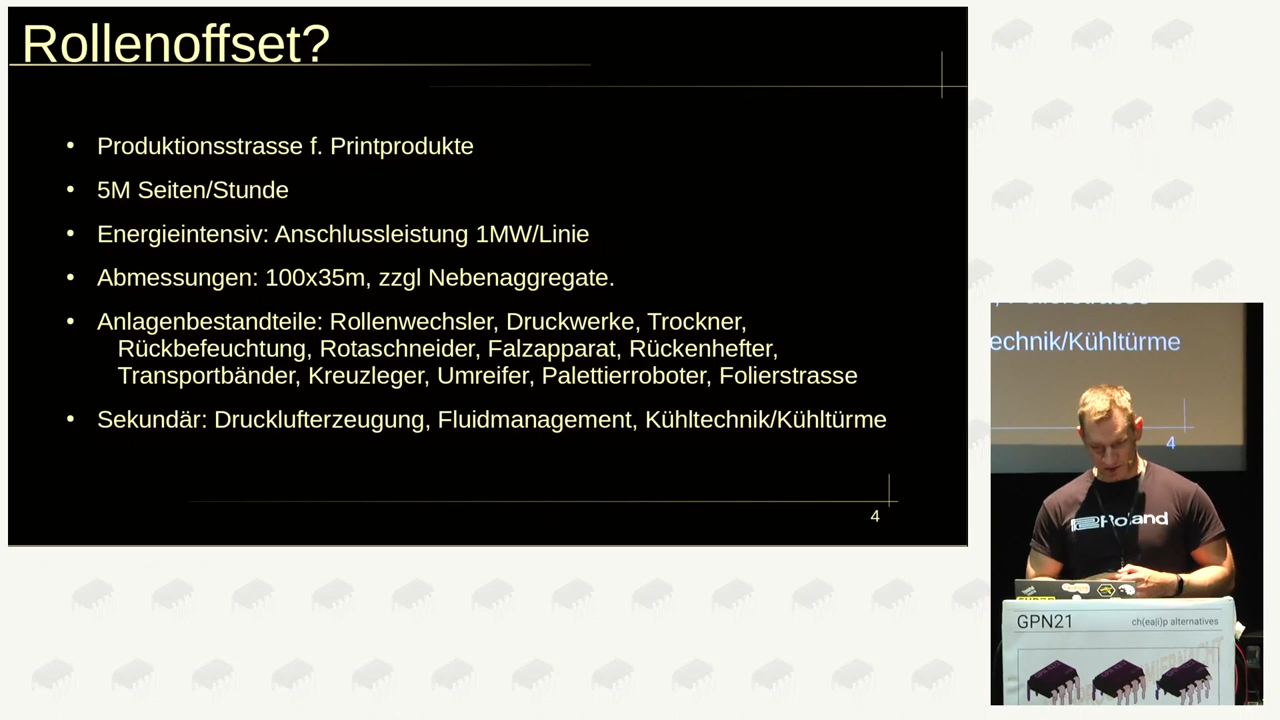 Rollenoffset?
• Produktionsstrasse f. Printprodukte
• 5M Seiten/Stunde
• Energieintensiv: Anschlussleistung 1MW/Linie
• Abmessungen: 100x35m, zzgl Nebenaggregate.
• Anlagenbestandteile: Rollenwechsler, Druckwerke, Trockner,
Rückbefeuchtung, Rotaschneider, Falzapparat, Rückenhefter,
Transportbänder, Kreuzleger, Umreifer, Palettierroboter, Folierstrasse
• Sekundär: Drucklufterzeugung, Fluidmanagement, Kühltechnik/Kühltürme
4
echnik/Kühltürme
4
Roland
GPN21
ch(ea|i)p alternatives